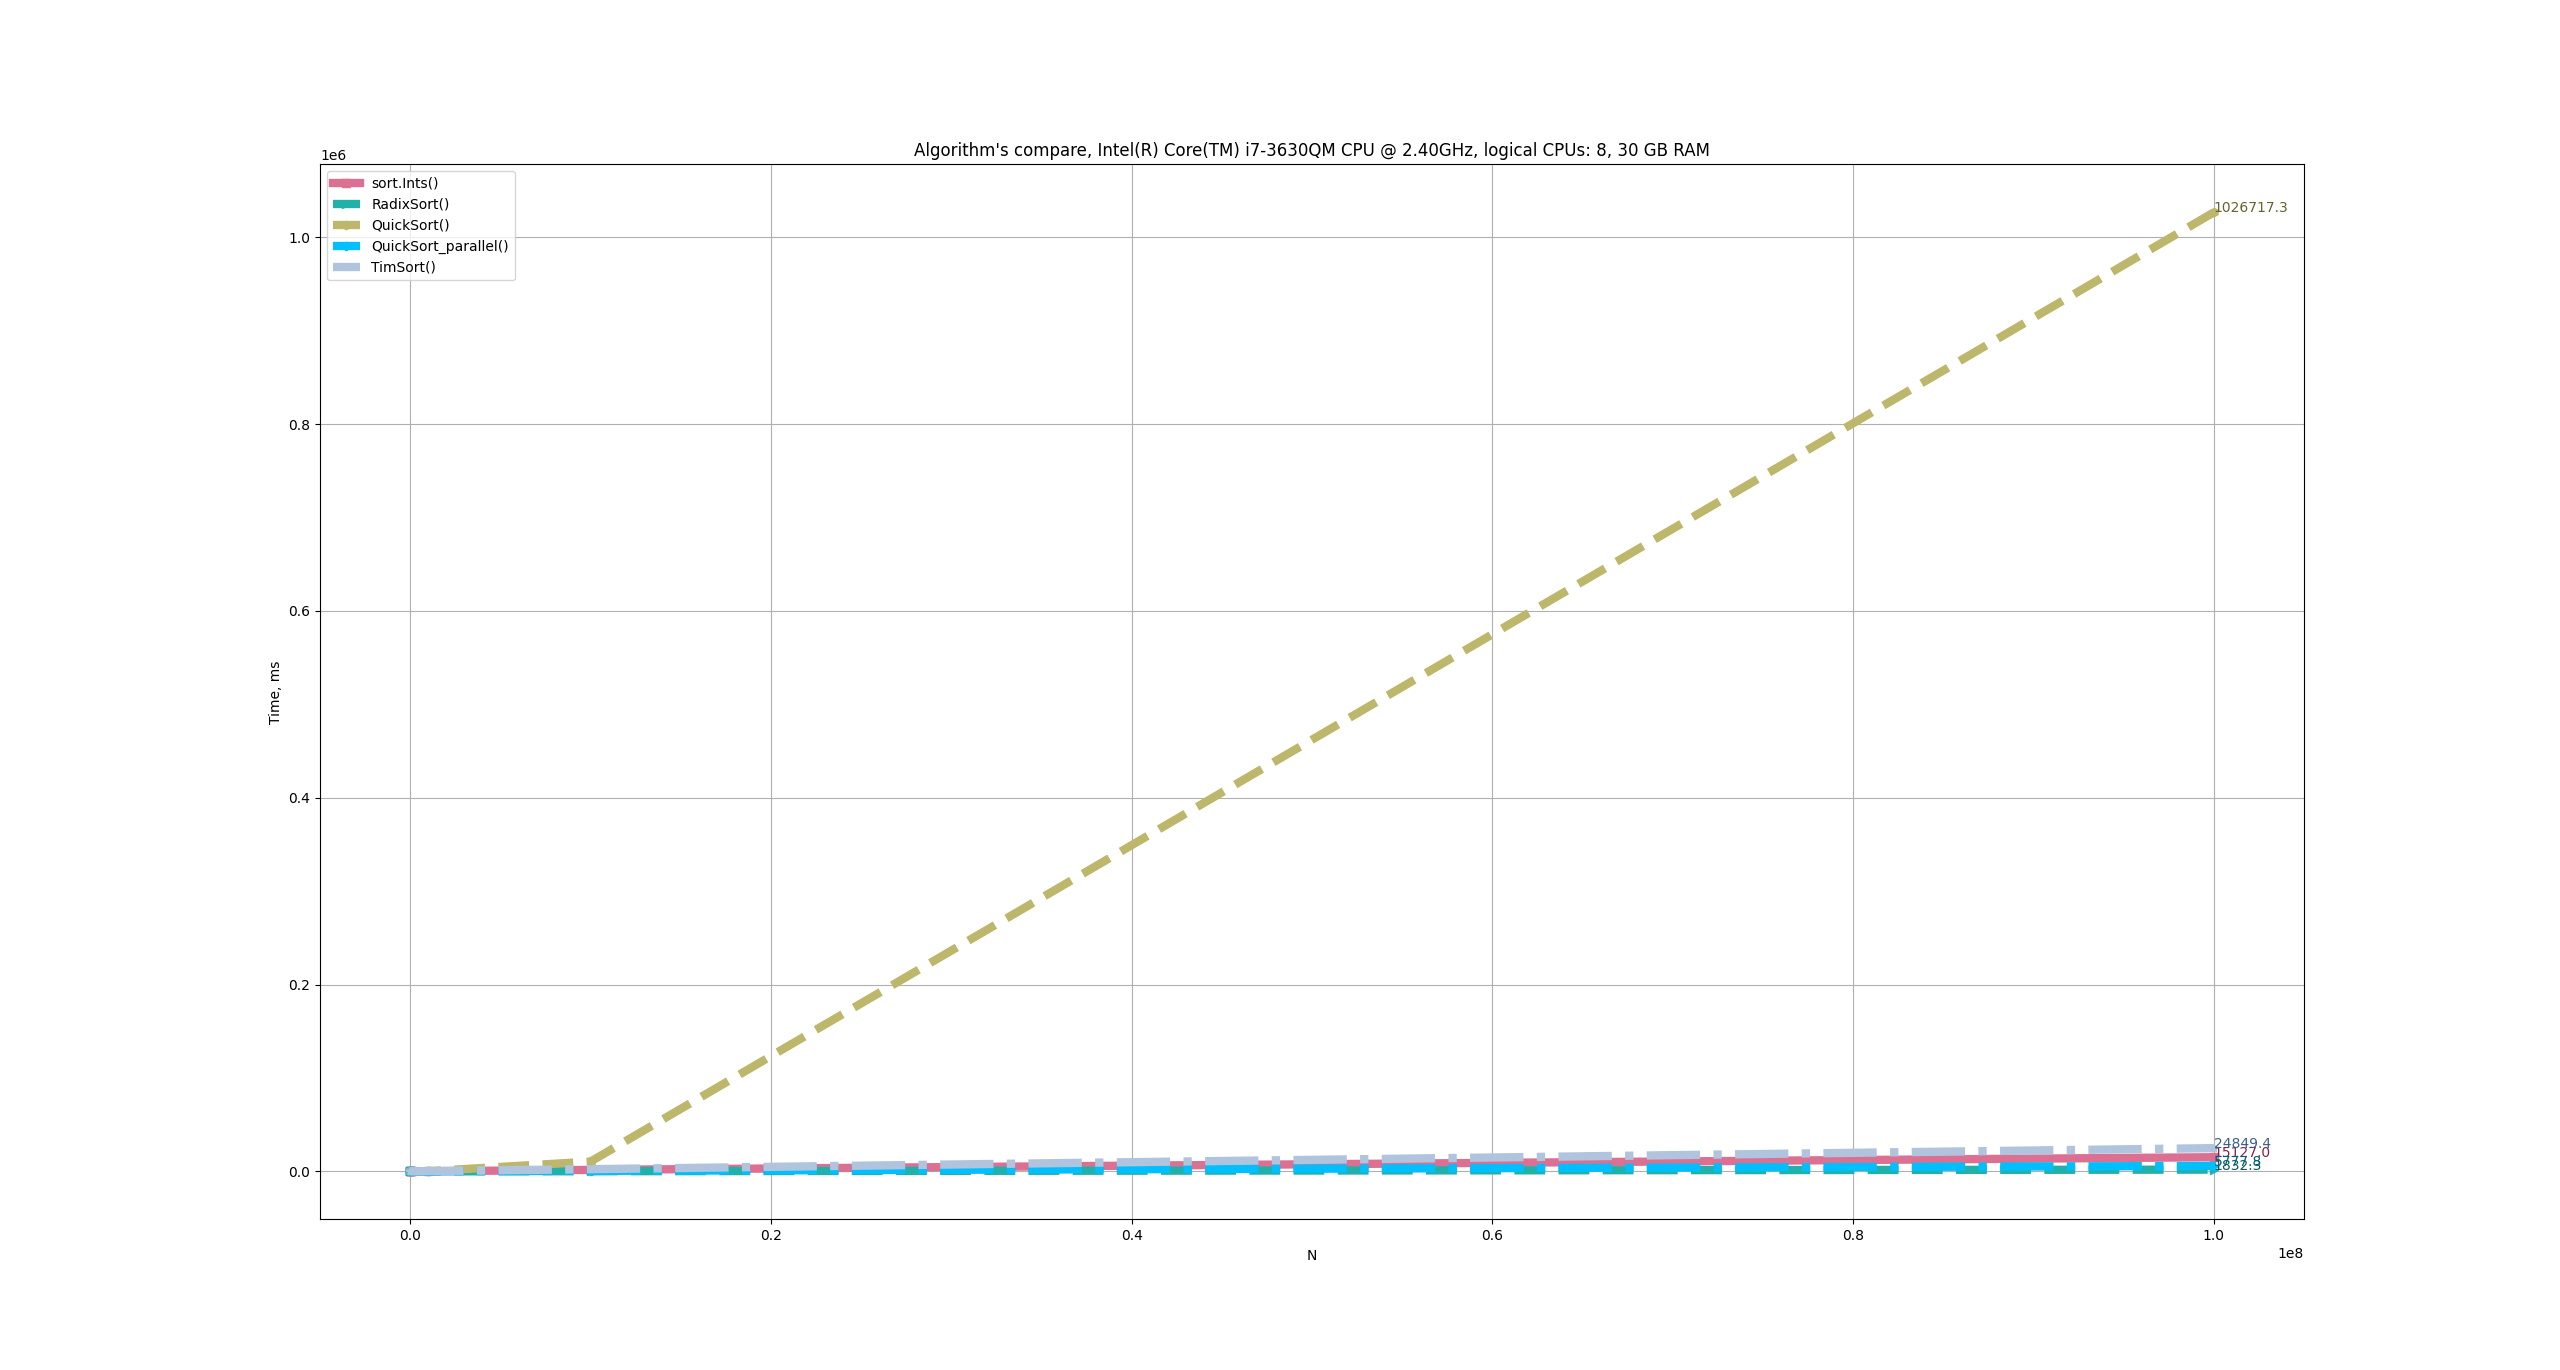 Algorithm's compare, Intel(R) Core(TM) i7-3630QM CPU @ 2.40GHz, logical CPUs: 8, 30 GB RAM
1e6
sort.Ints()
RadixSort()
QuickSort()
QuickSort_parallel()
TimSort()
1026717.3
1.0
0.8
0.6
Time, ms
0.4
0.2
24849.4
15127.0
0.0
0.0 0.2 0.4 0.6 0.8 1.0
N
1e8